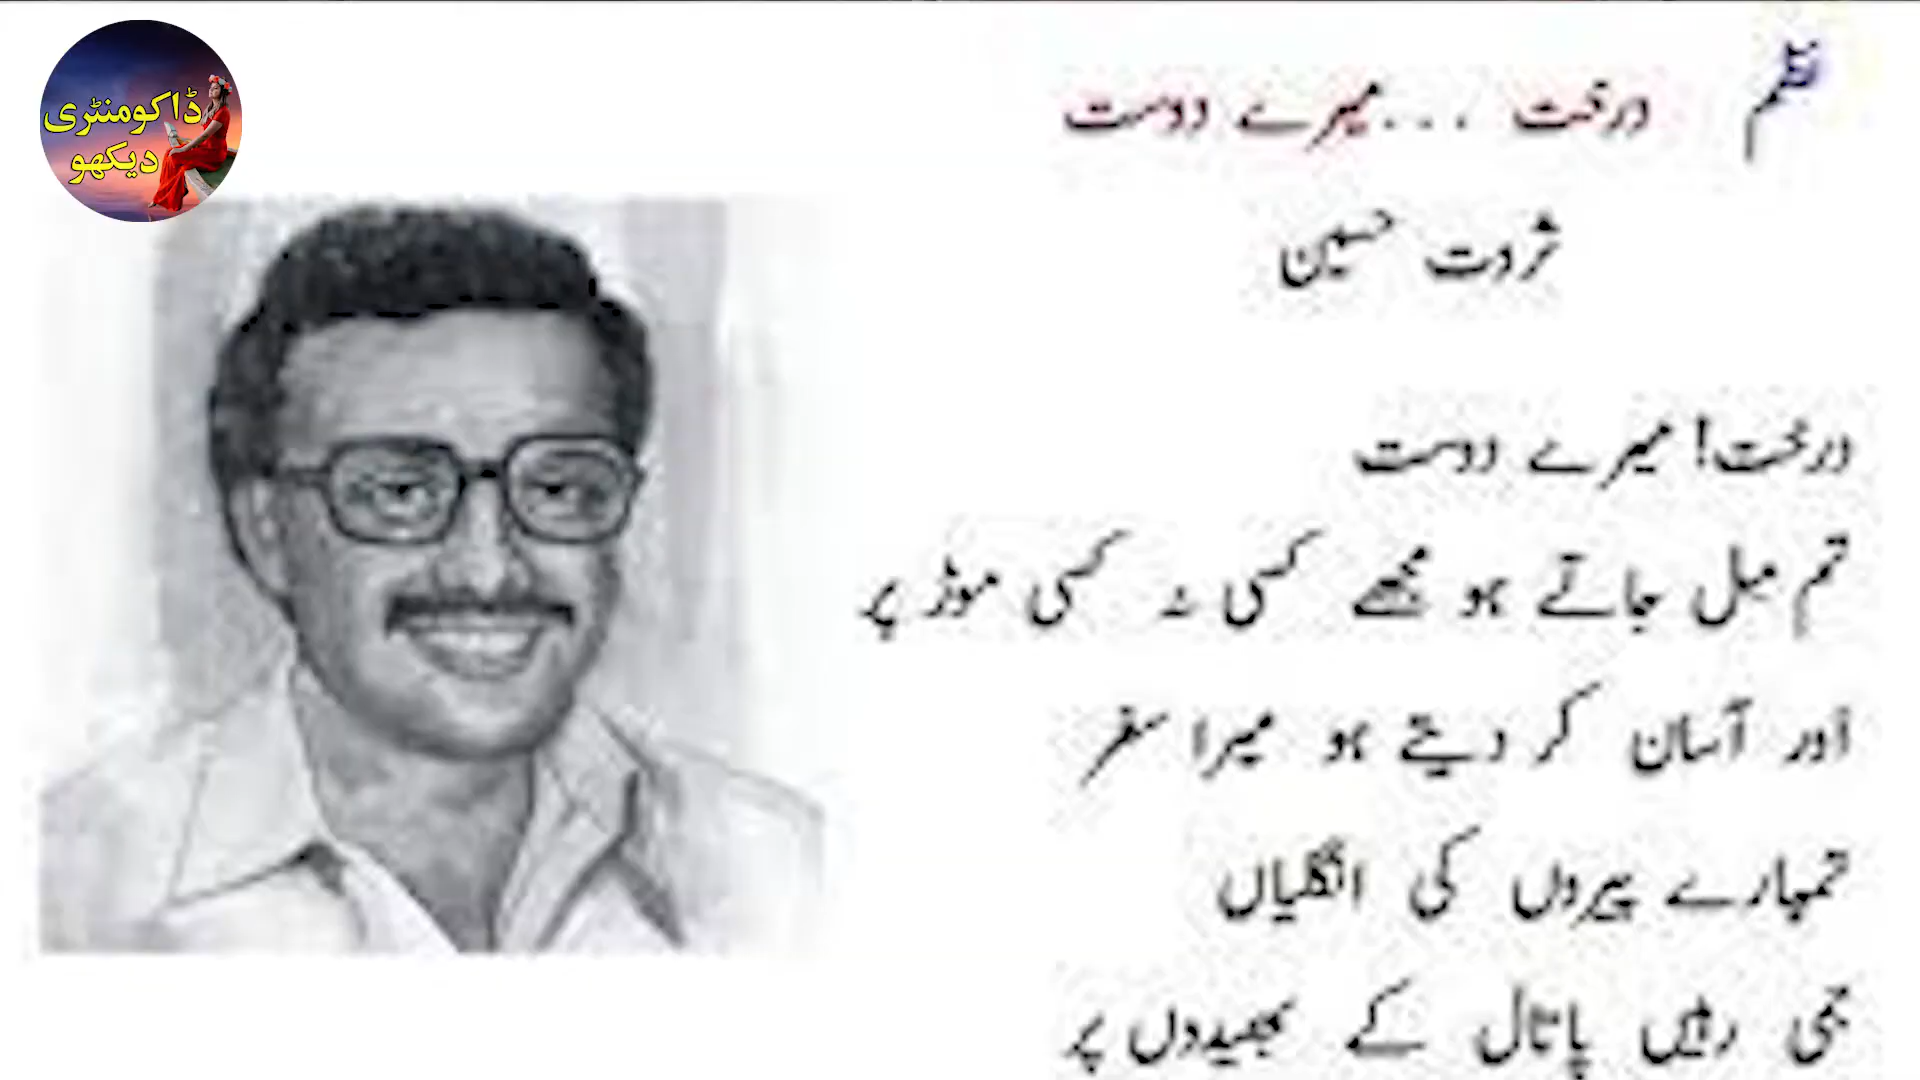 ڈاکومنٹری
دیکھو
نظم
درخت ...میرے دوست
ثروت حسین
درخت! میرے دوست
تم مِل جاتے ہو مجھے کسی نہ کسی موڑ پر
اور آسان کر دیتے ہو میرا سفر
تمہارے پیروں کی انگلیاں
جمی رہیں پاتال کے بھیدوں پر